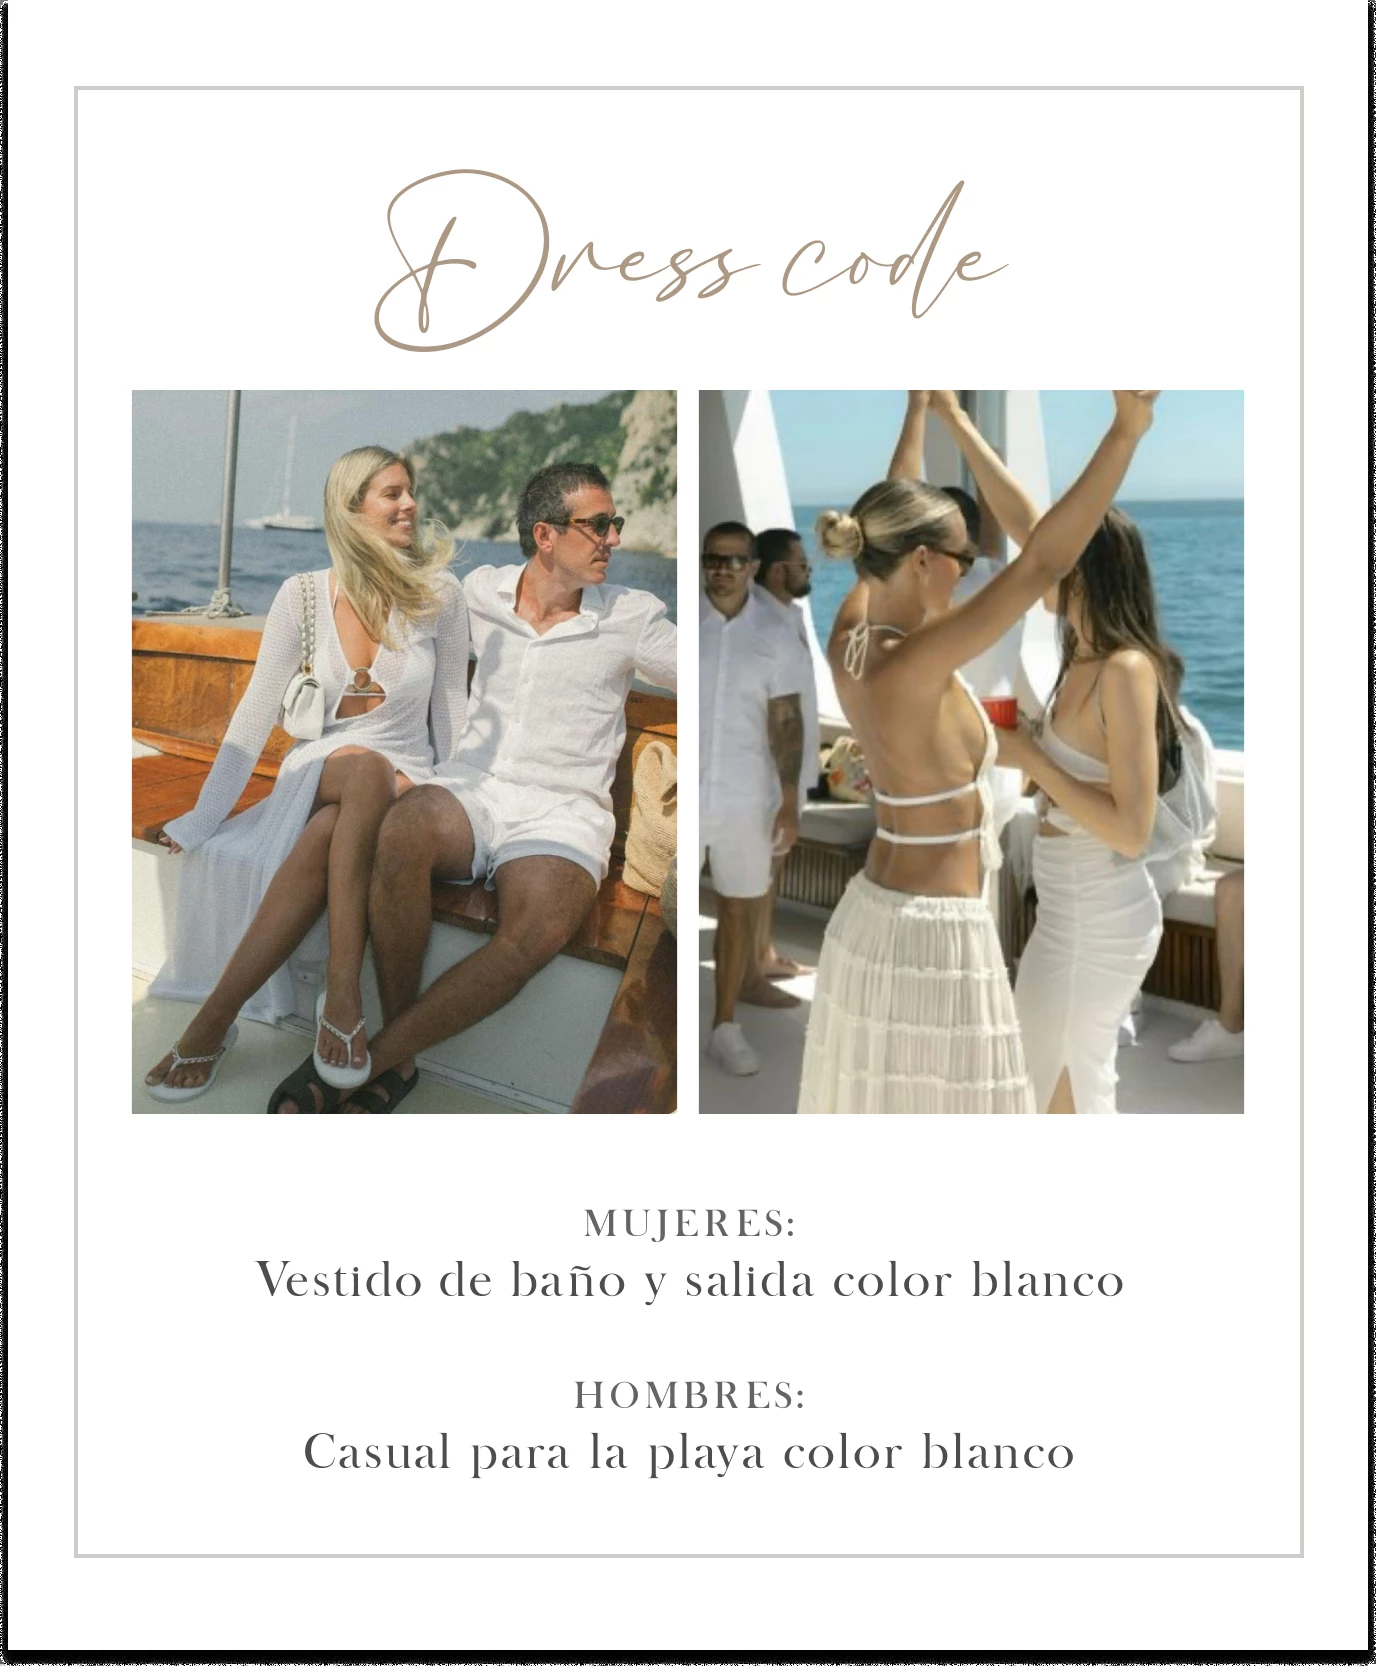 Dress code
MUJERES:
Vestido de baño y salida color blanco
HOMBRES:
Casual para la playa color blanco